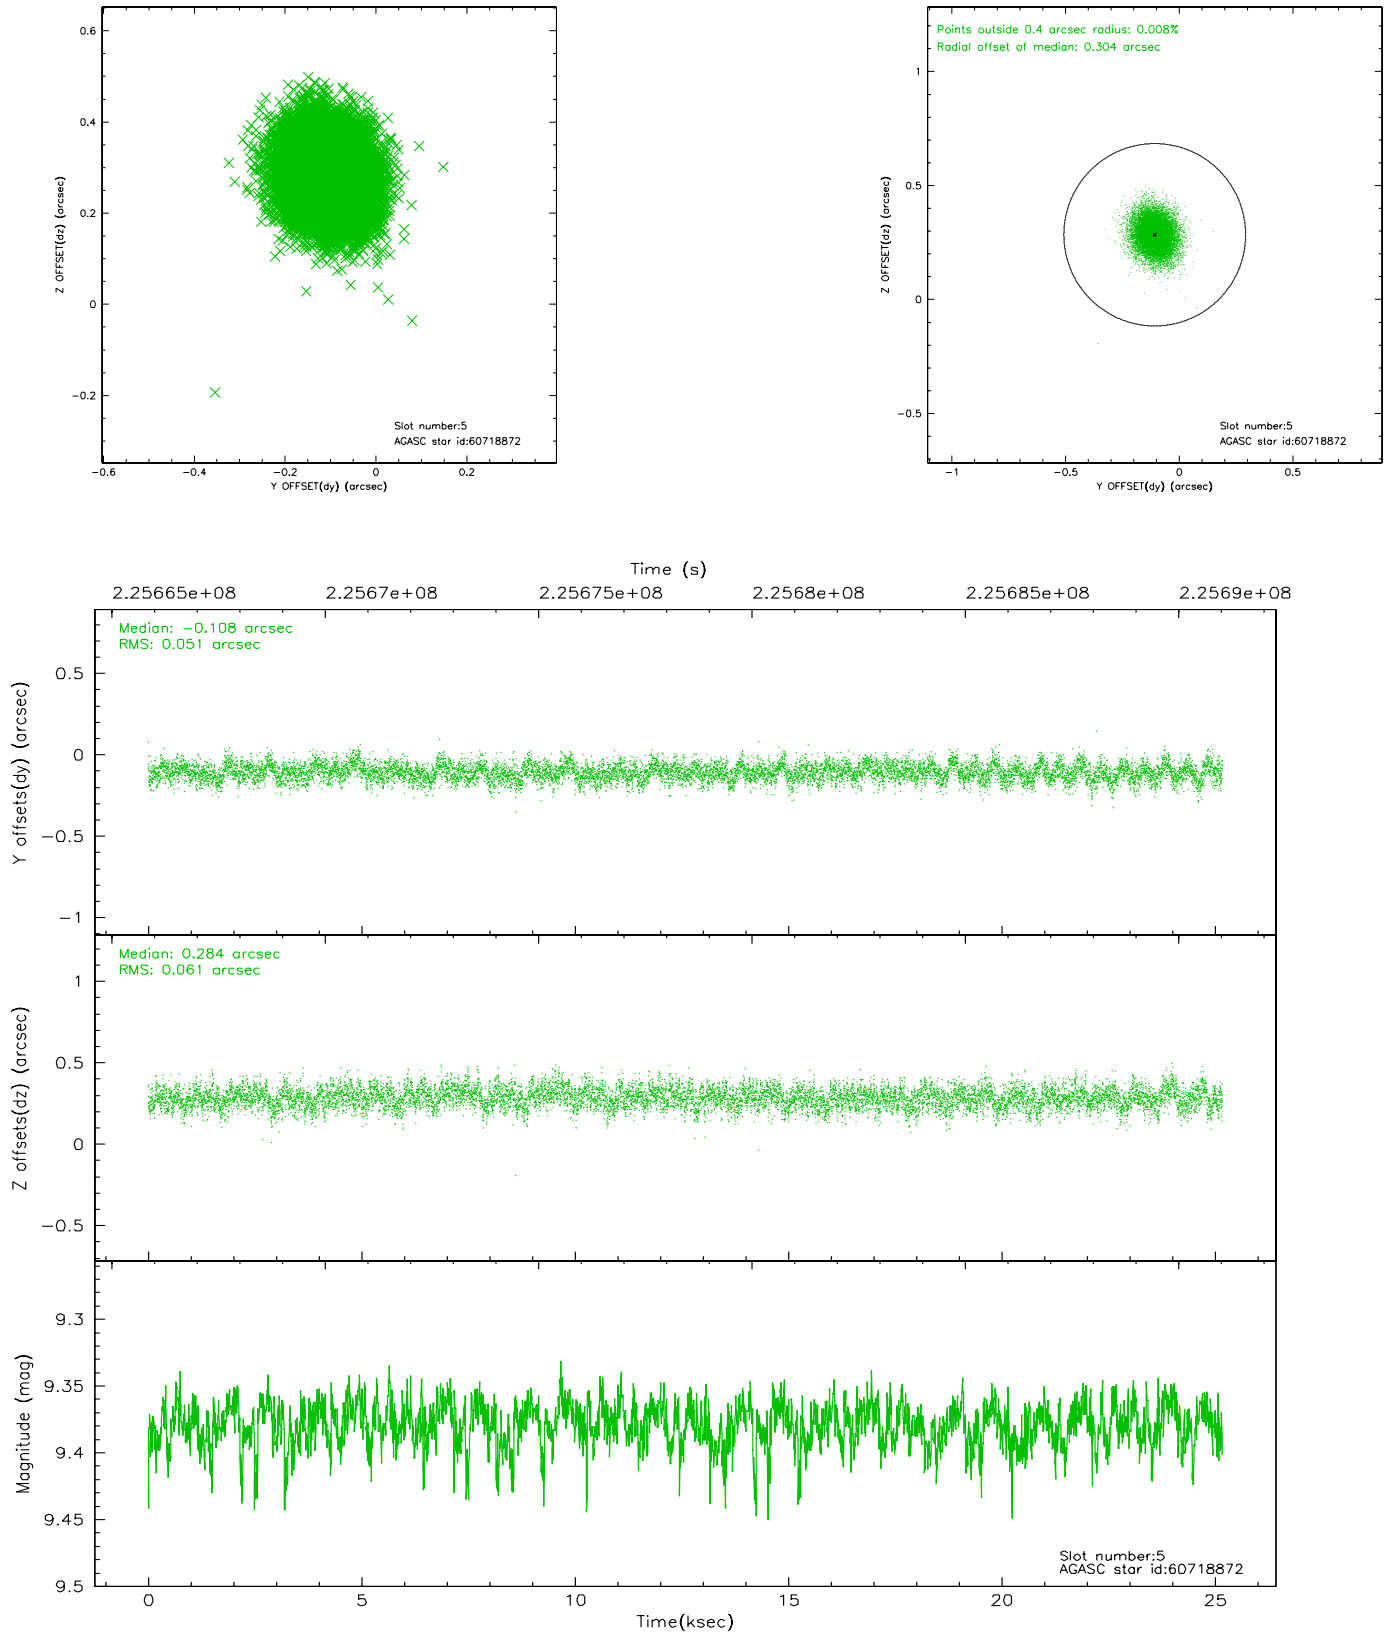 0.6
0.4
0.2
0
−0.2
Z OFFSET(dz) (arcsec)
Slot number:5
AGASC star id:60718872
−0.6
−0.4
−0.2
0
0.2
Y OFFSET(dy) (arcsec)
Points outside 0.4 arcsec radius: 0.008%
Radial offset of median: 0.304 arcsec
1
0.5
0
−0.5
Z OFFSET(dz) (arcsec)
Slot number:5
AGASC star id:60718872
−1
−0.5
0
0.5
Y OFFSET(dy) (arcsec)
Time (s)
2.25665e+08
2.2567e+08
2.25675e+08
2.2568e+08
2.25685e+08
2.2569e+08
Median: −0.108 arcsec
RMS: 0.051 arcsec
0.5
0
−0.5
−1
Y offsets(dy) (arcsec)
Median: 0.284 arcsec
RMS: 0.061 arcsec
1
0.5
0
−0.5
Z offsets(dz) (arcsec)
9.3
9.35
9.4
9.45
9.5
Magnitude (mag)
Slot number:5
AGASC star id:60718872
0
5
10
15
20
25
Time(ksec)